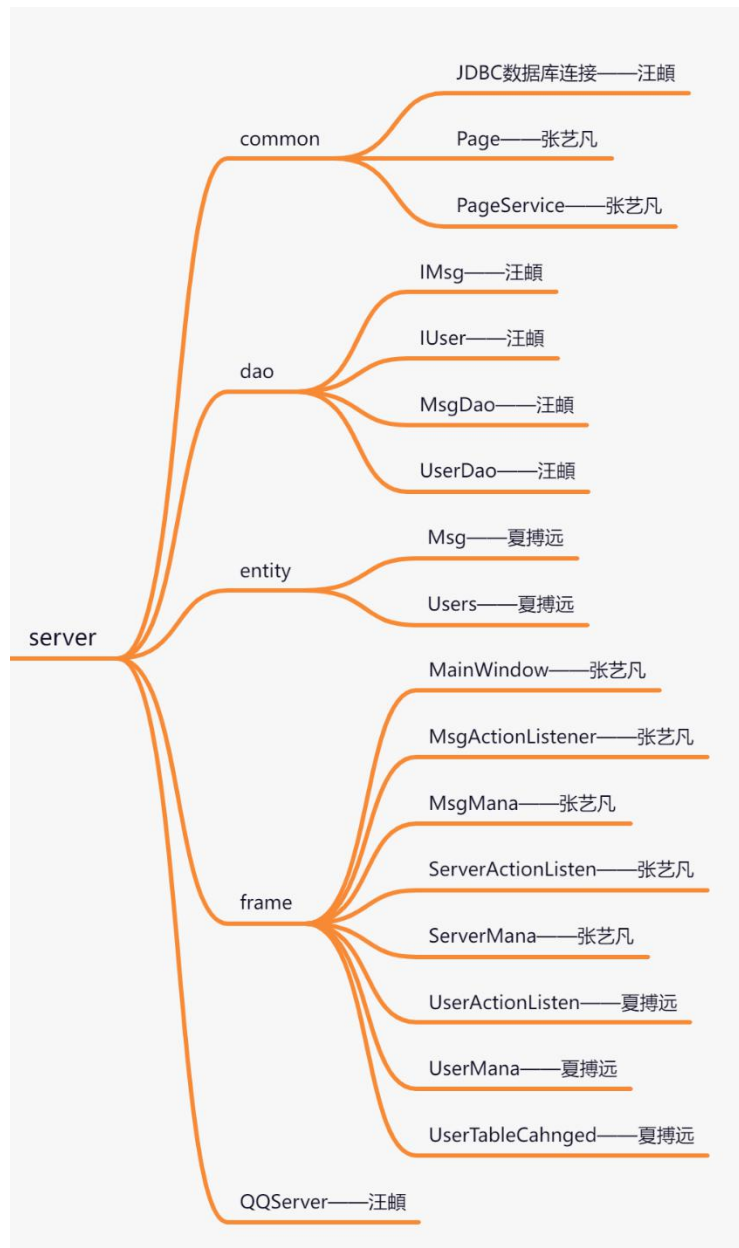 server
common
JDBC数据库连接——汪頔
Page——张艺凡
PageService——张艺凡
dao
IMsg——汪頔
IUser——汪頔
MsgDao——汪頔
UserDao——汪頔
entity
Msg——夏搏远
Users——夏搏远
frame
MainWindow——张艺凡
MsgActionListener——张艺凡
MsgMana——张艺凡
ServerActionListen——张艺凡
ServerMana——张艺凡
UserActionListen——夏搏远
UserMana——夏搏远
UserTableCahnged——夏搏远
QQServer——汪頔